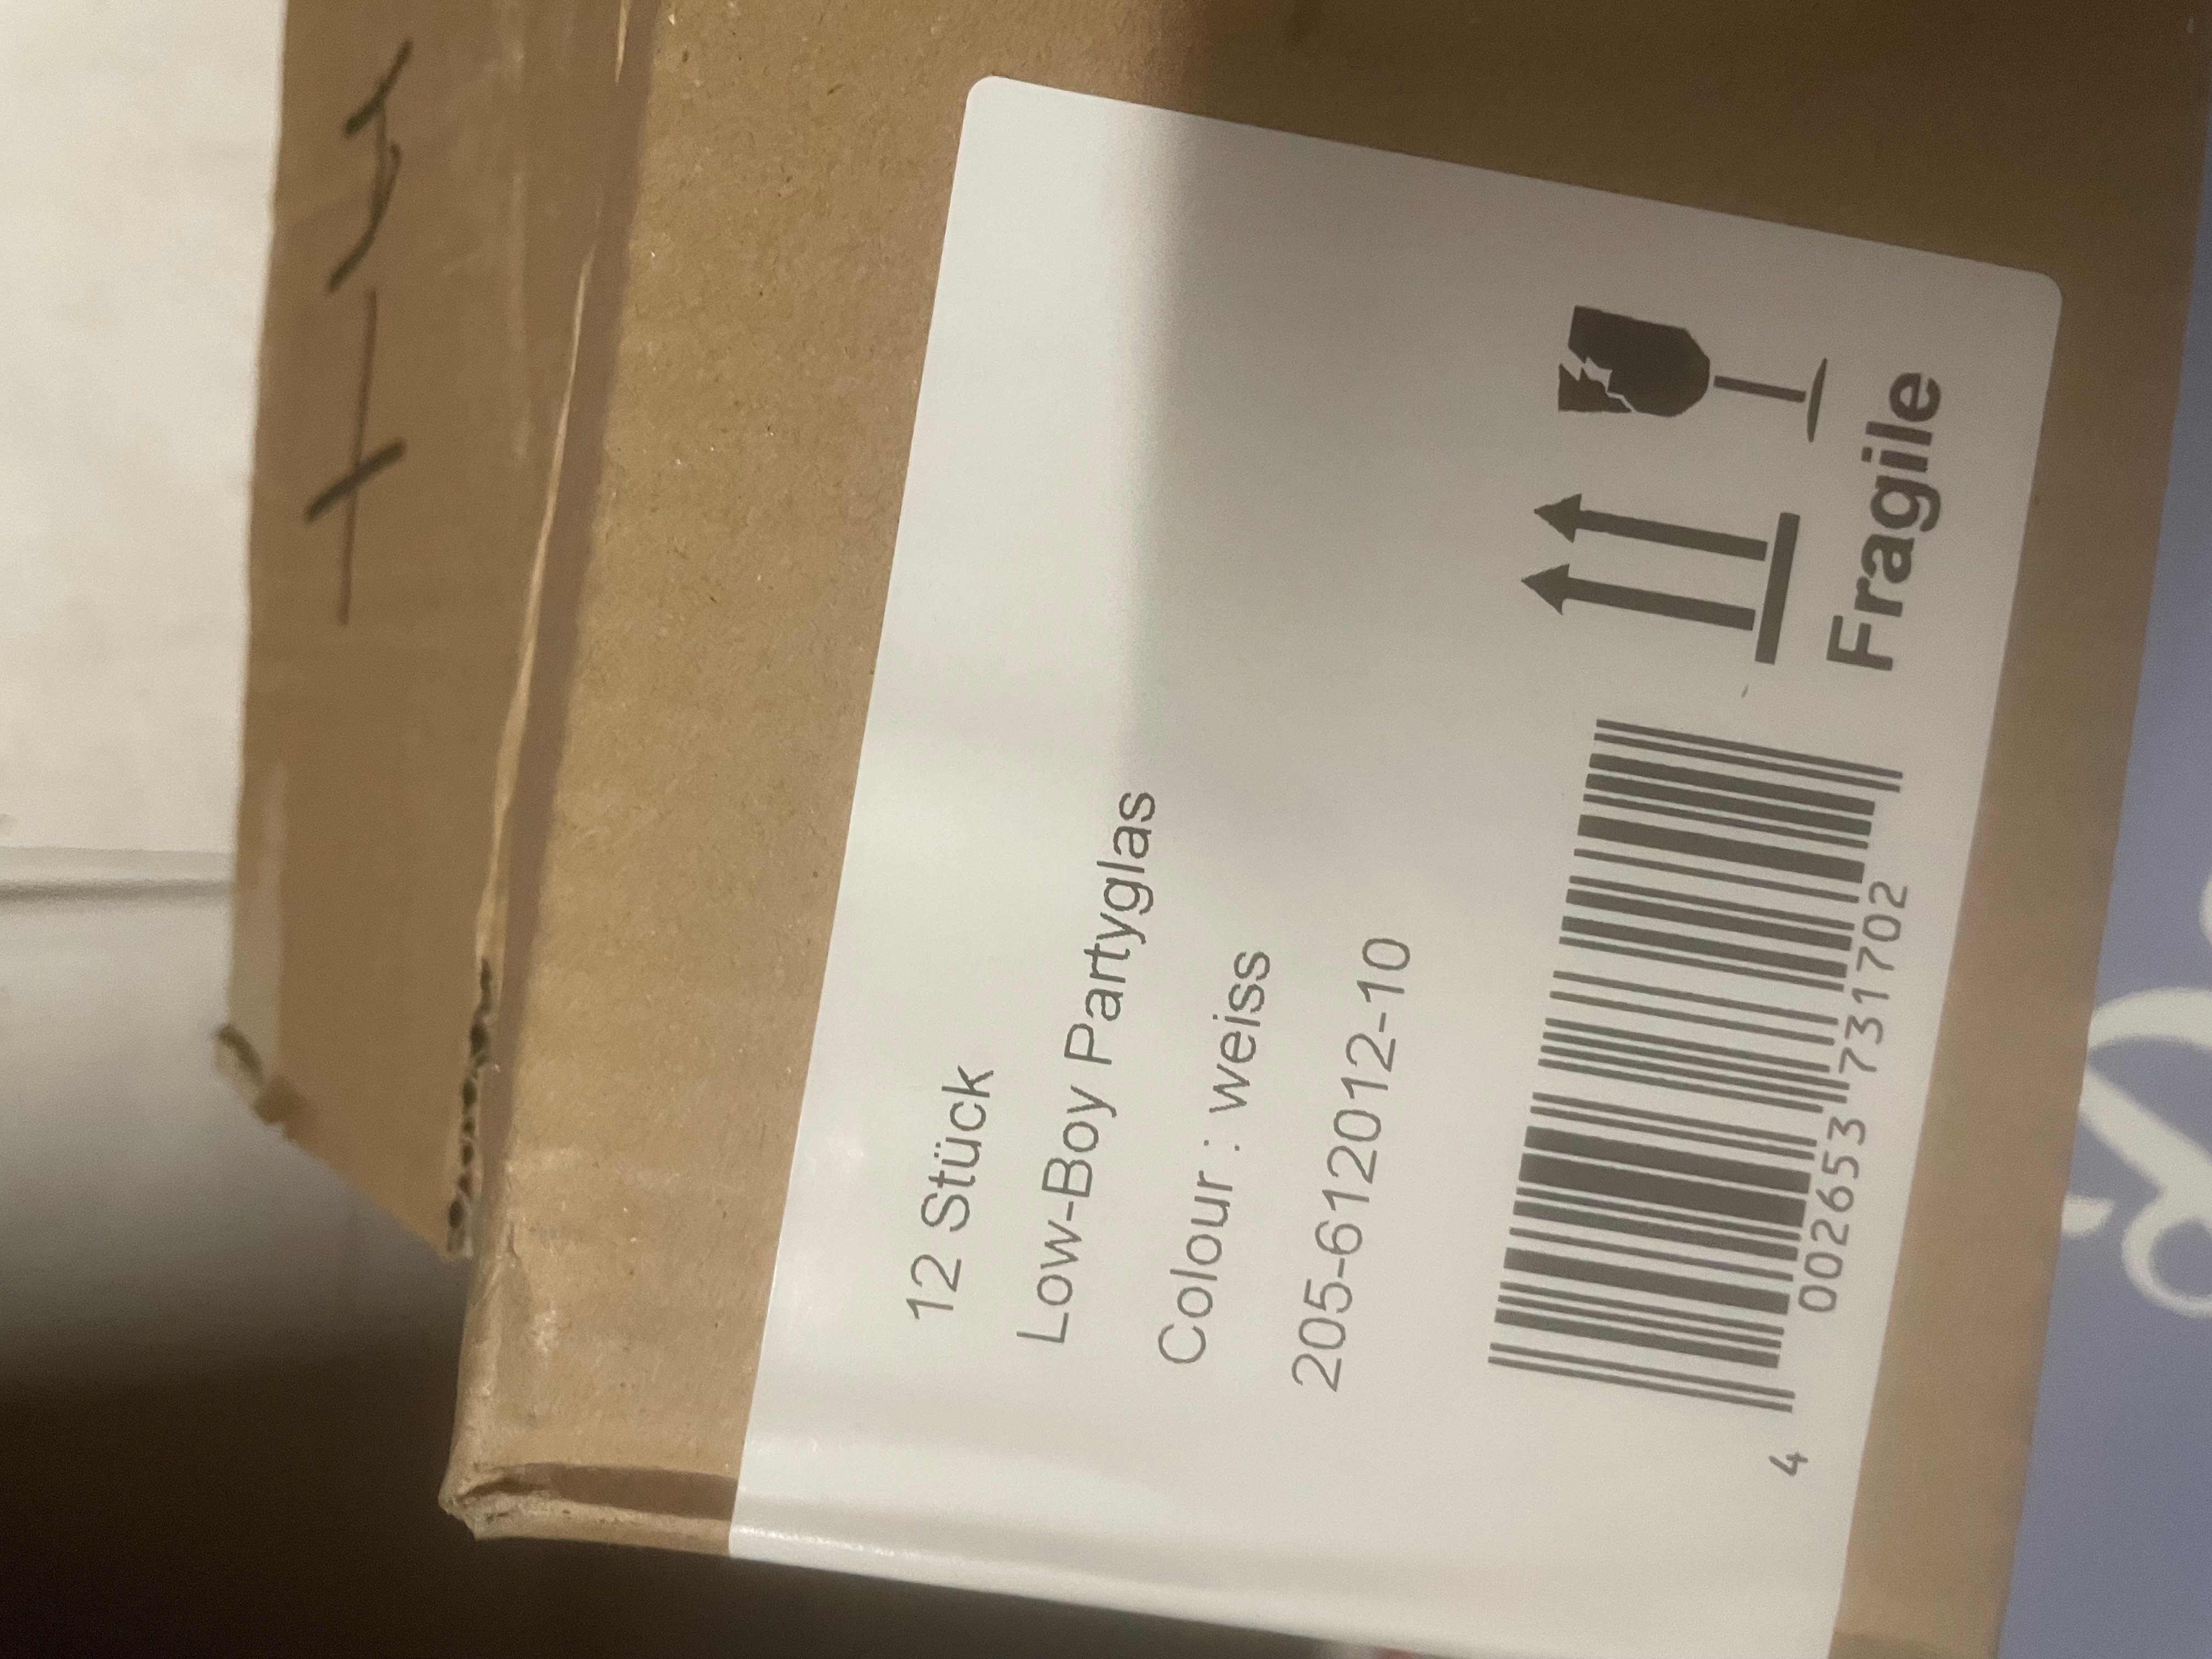 12 Stück
Low-Boy Partyglas
Colour : weiss
205-612012-10
4 002653 731702
Fragile